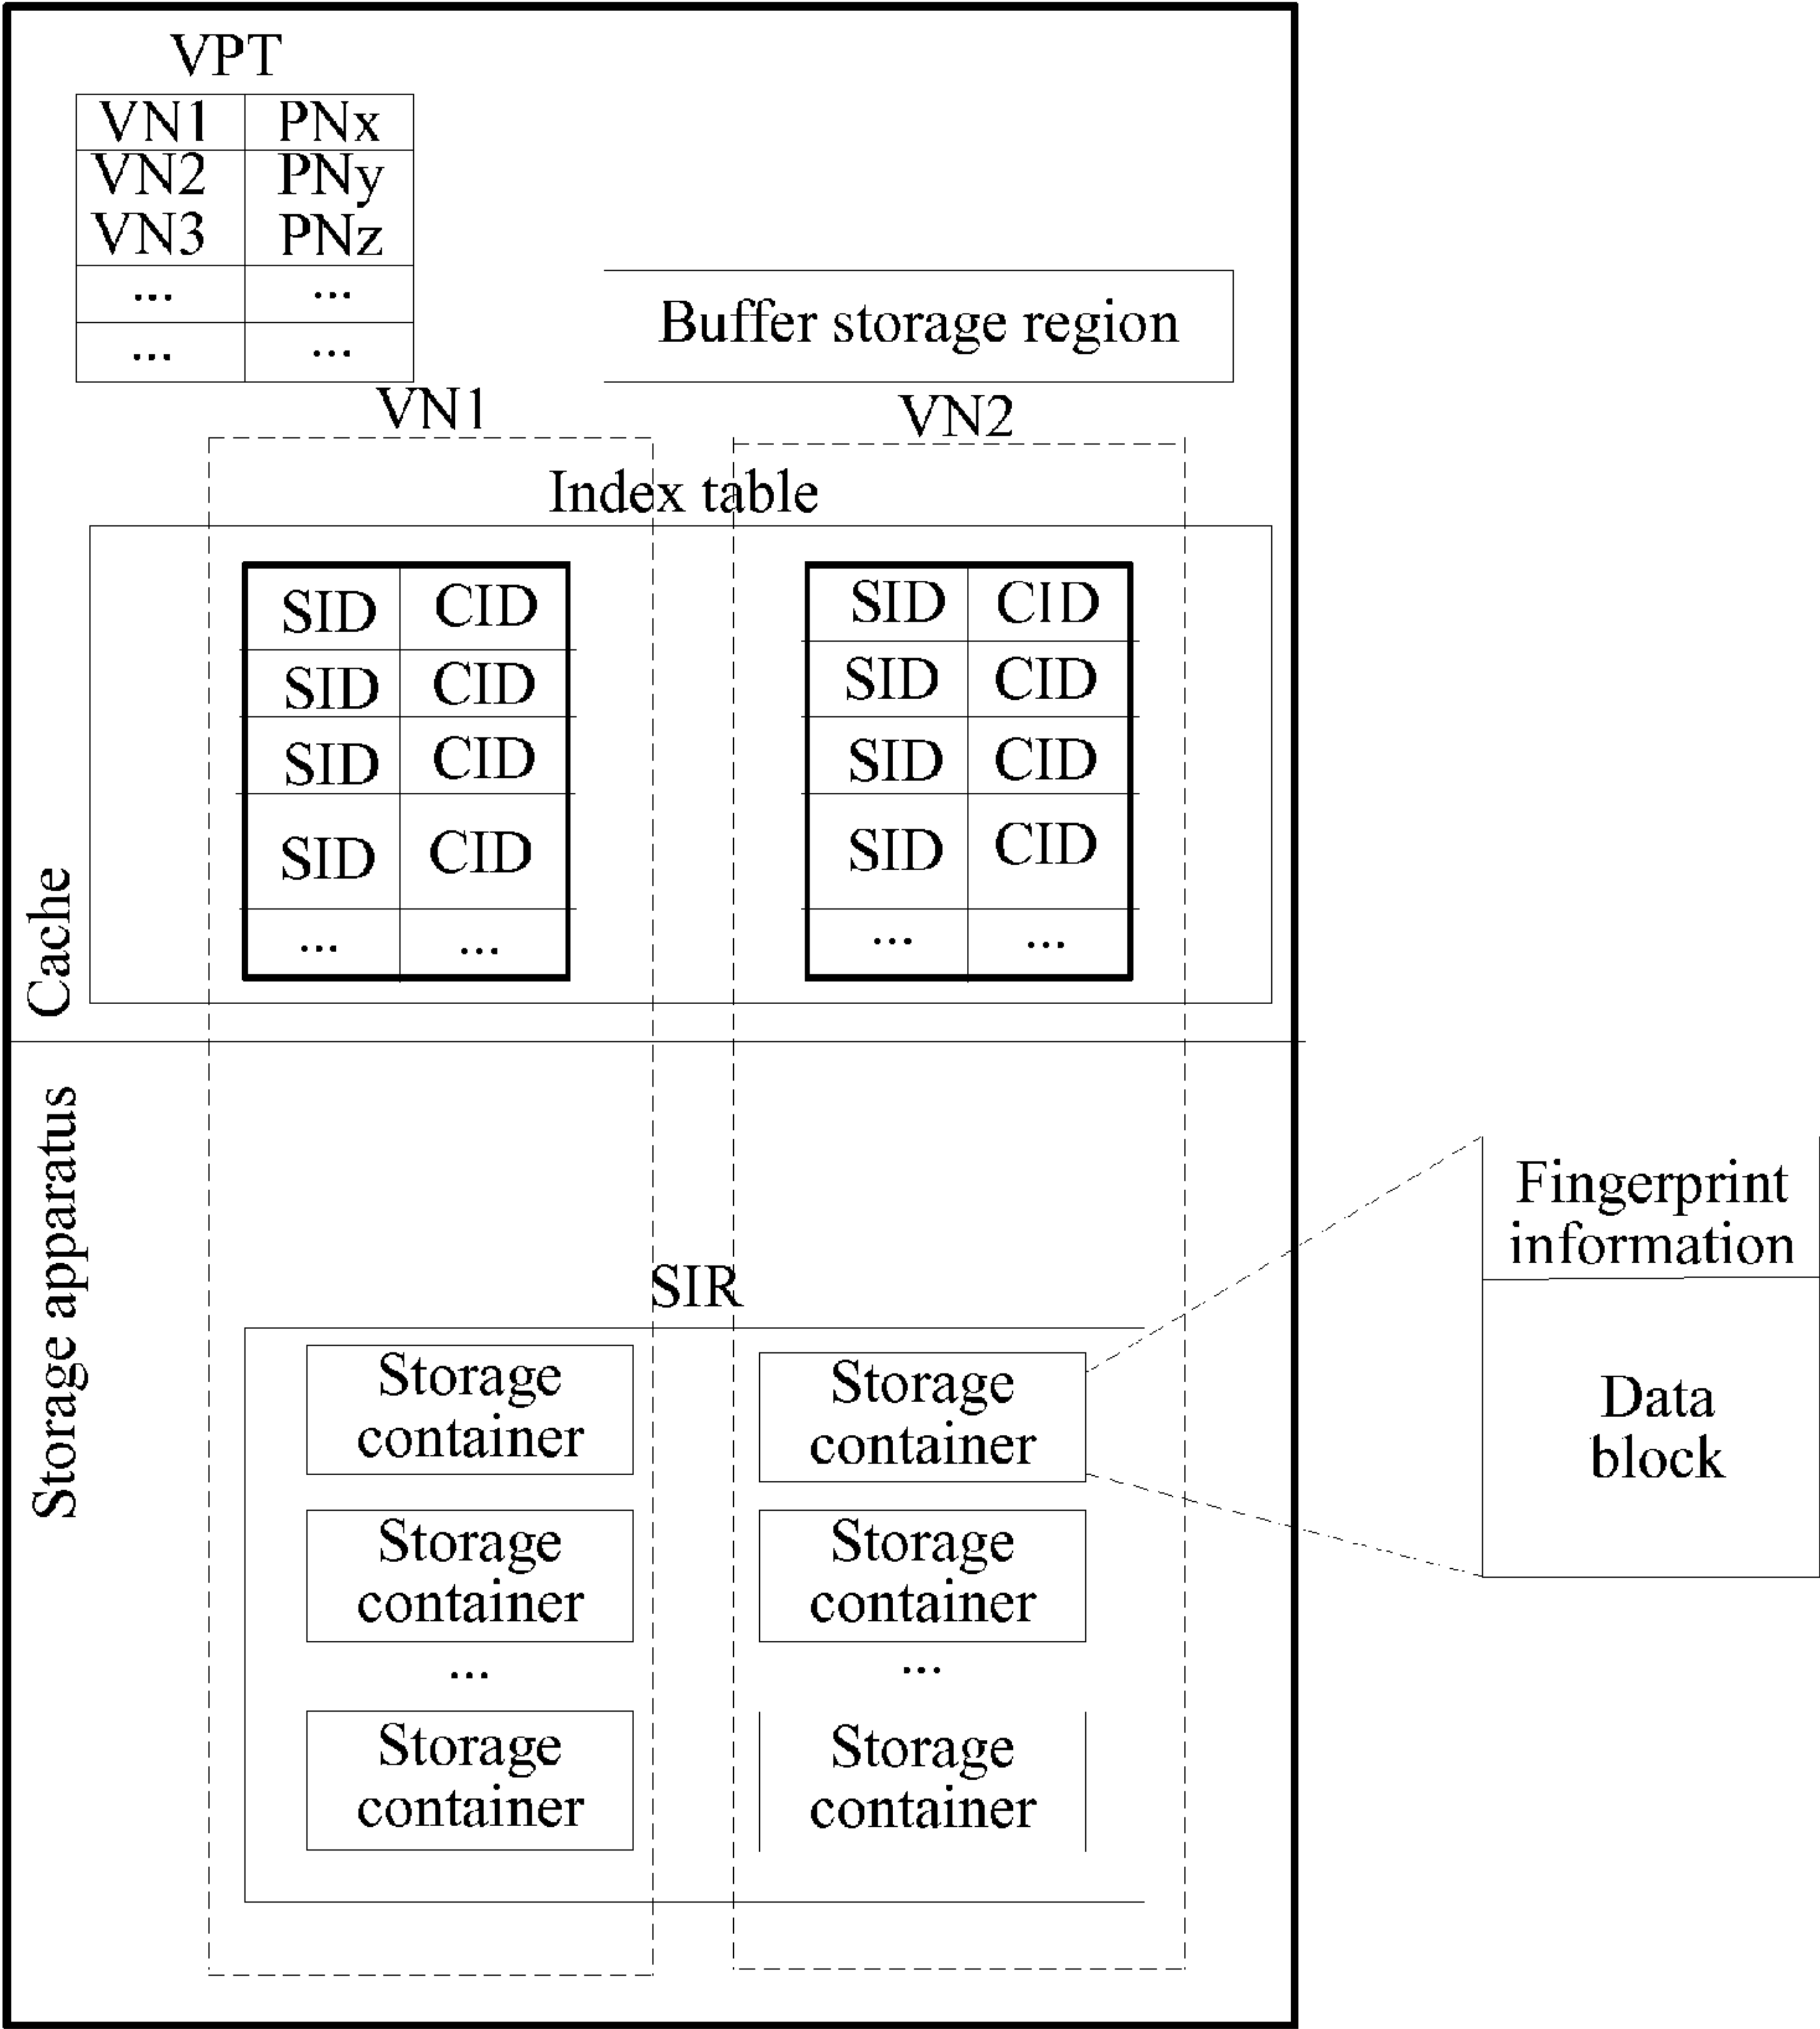 VPT
VN1 PNx
VN2 PNy
VN3 PNz
... ...
... ...
Buffer storage region
VN1 VN2
Index table
SID CID SID CID
SID CID SID CID
SID CID SID CID
SID CID SID CID
... ... ... ...
Cache
Storage apparatus
SIR
Storage
container
Storage
container
Storage
container
Storage
container
... ...
Storage
container
Storage
container
Fingerprint
information
Data
block